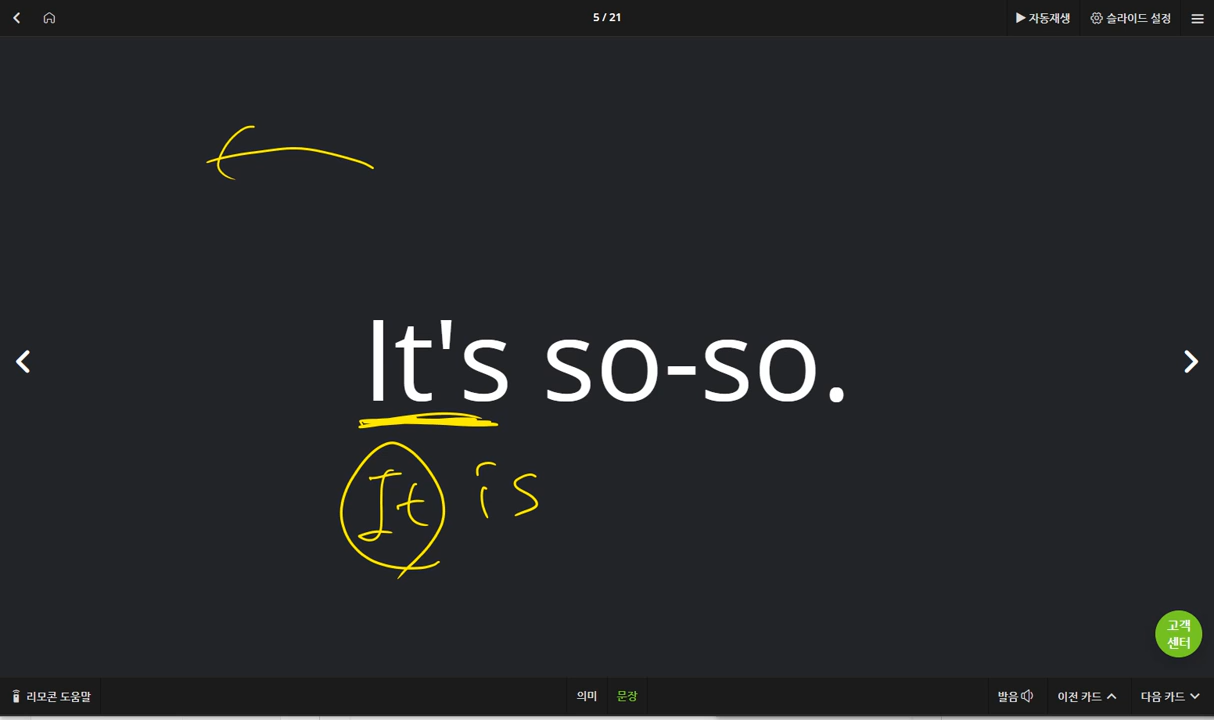 5 / 21
자동재생
슬라이드 설정
It's so-so.
It is
고객
센터
리모콘 도움말
의미
문장
발음
이전 카드
다음 카드